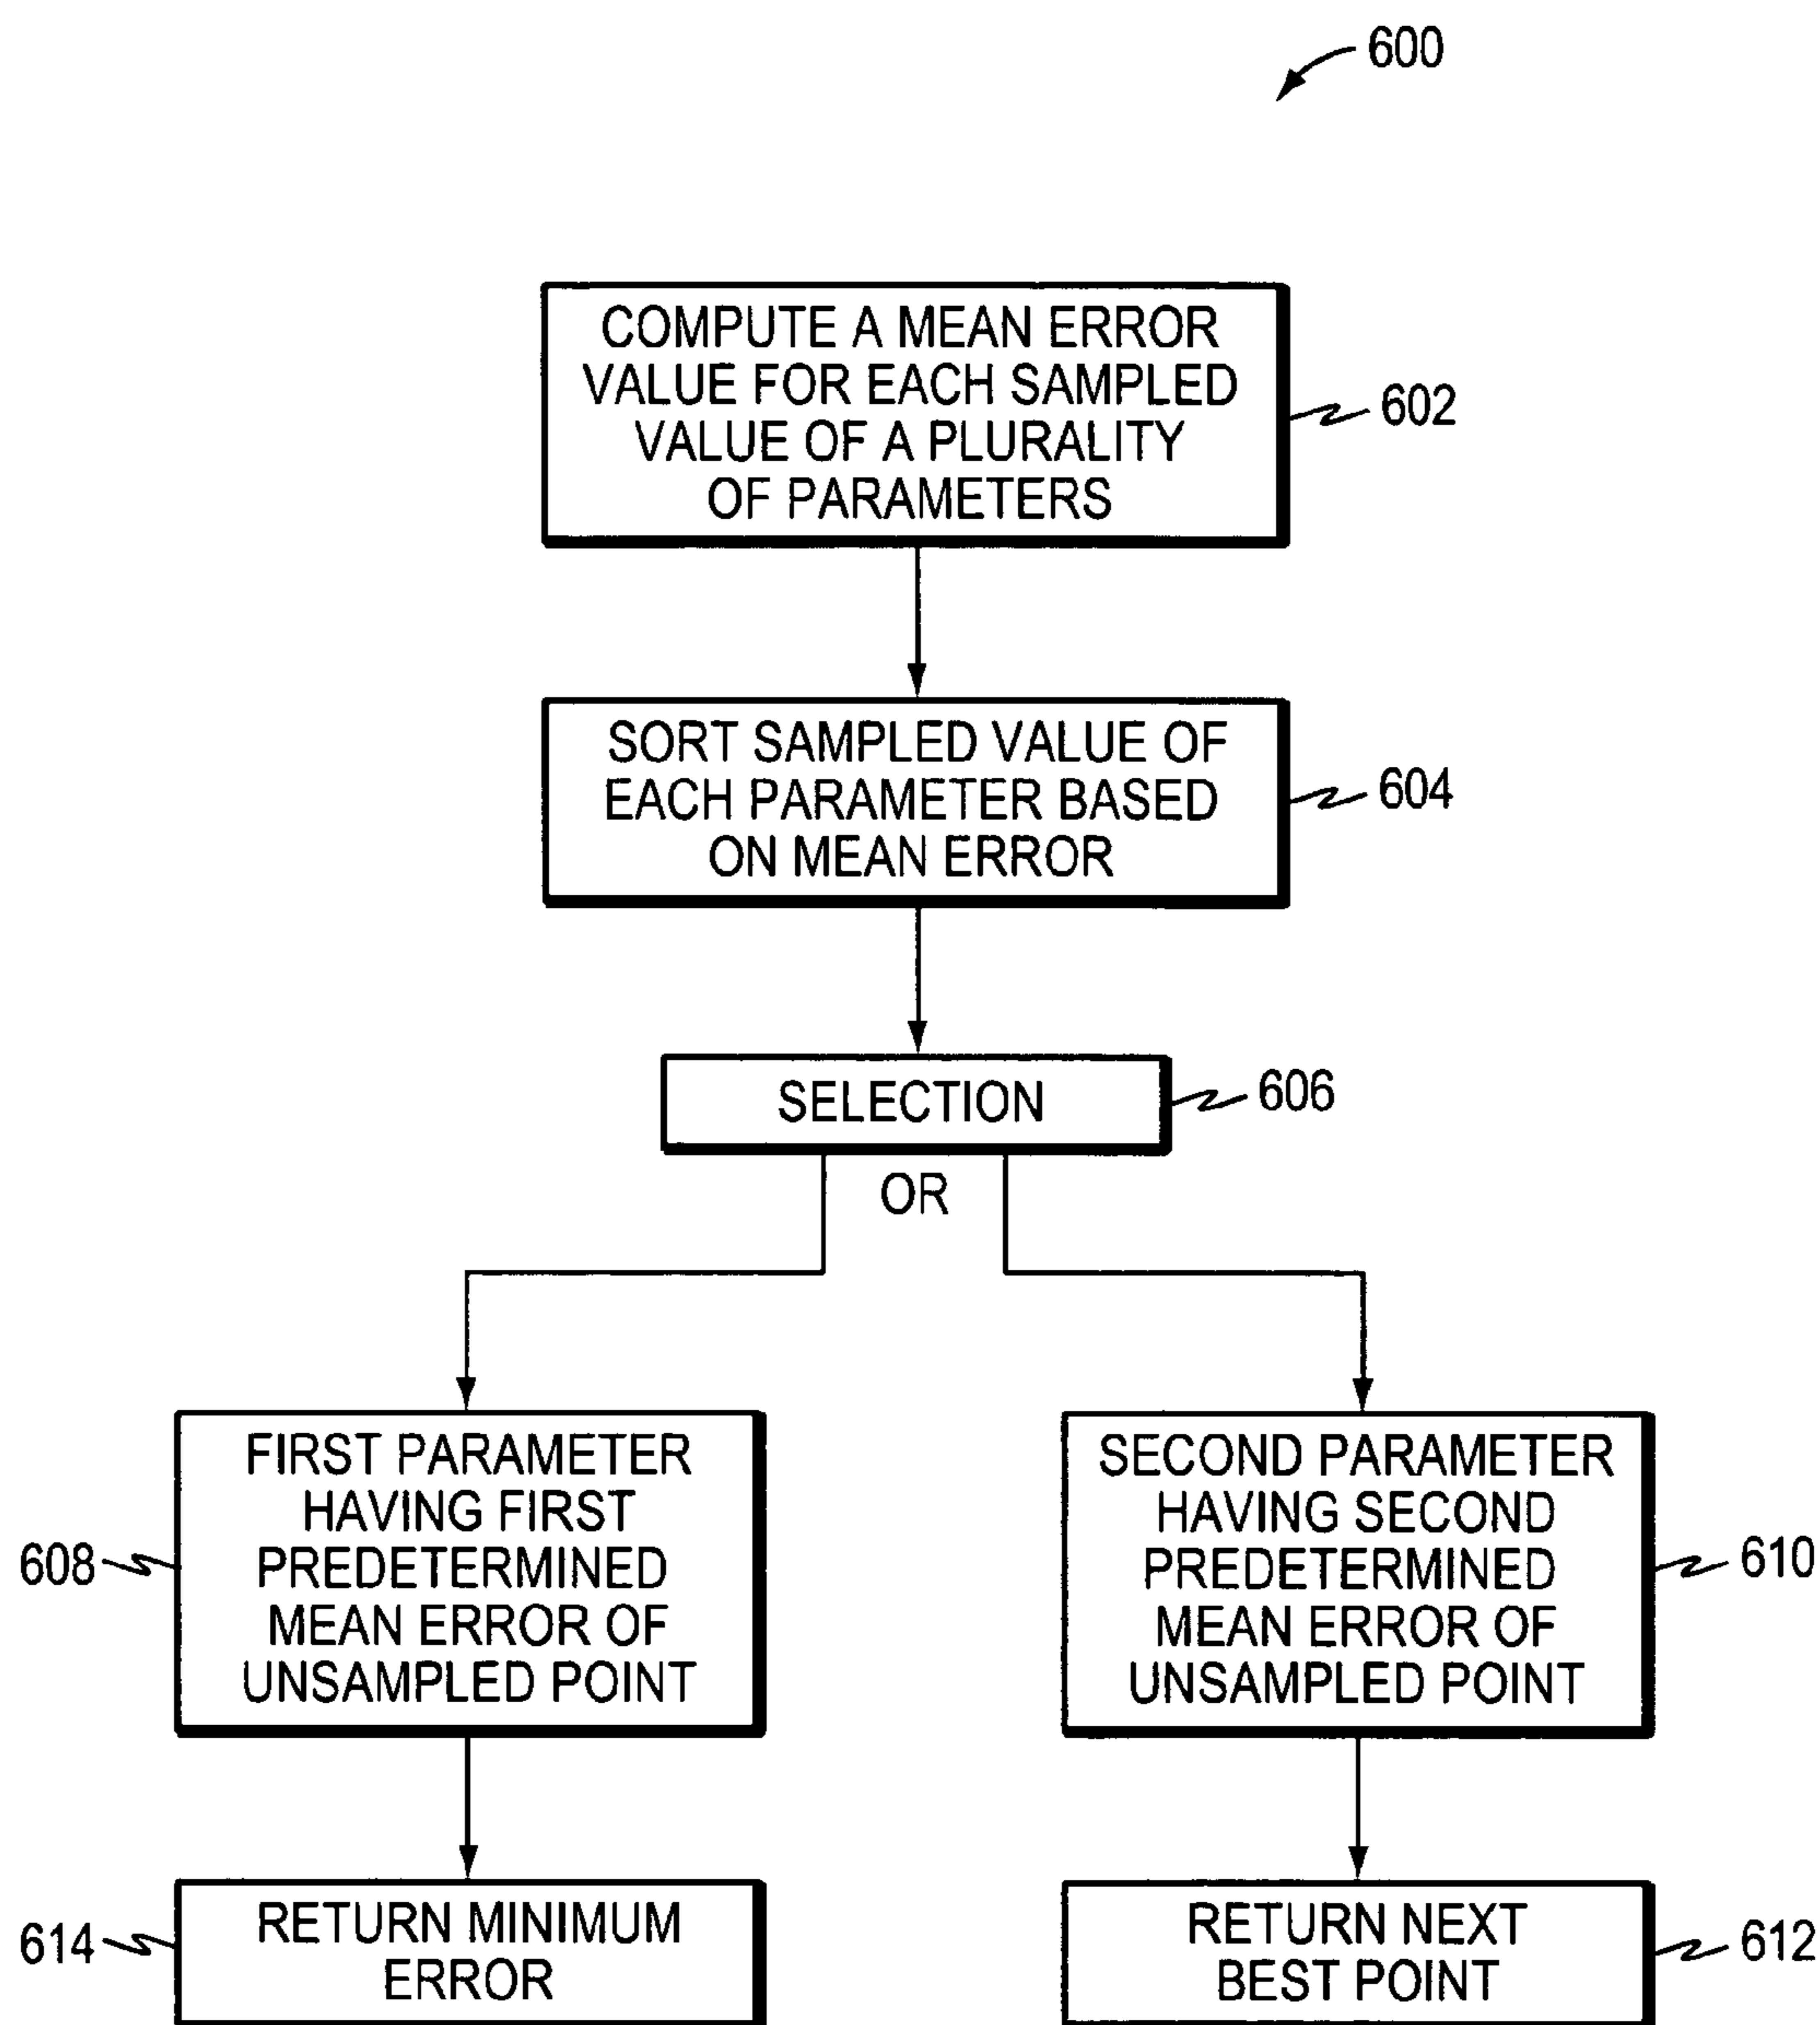 600
COMPUTE A MEAN ERROR
VALUE FOR EACH SAMPLED
VALUE OF A PLURALITY
OF PARAMETERS
602
SORT SAMPLED VALUE OF
EACH PARAMETER BASED
ON MEAN ERROR
604
SELECTION
606
OR
608
FIRST PARAMETER
HAVING FIRST
PREDETERMINED
MEAN ERROR OF
UNSAMPLED POINT
SECOND PARAMETER
HAVING SECOND
PREDETERMINED
MEAN ERROR OF
UNSAMPLED POINT
610
614
RETURN MINIMUM
ERROR
RETURN NEXT
BEST POINT
612